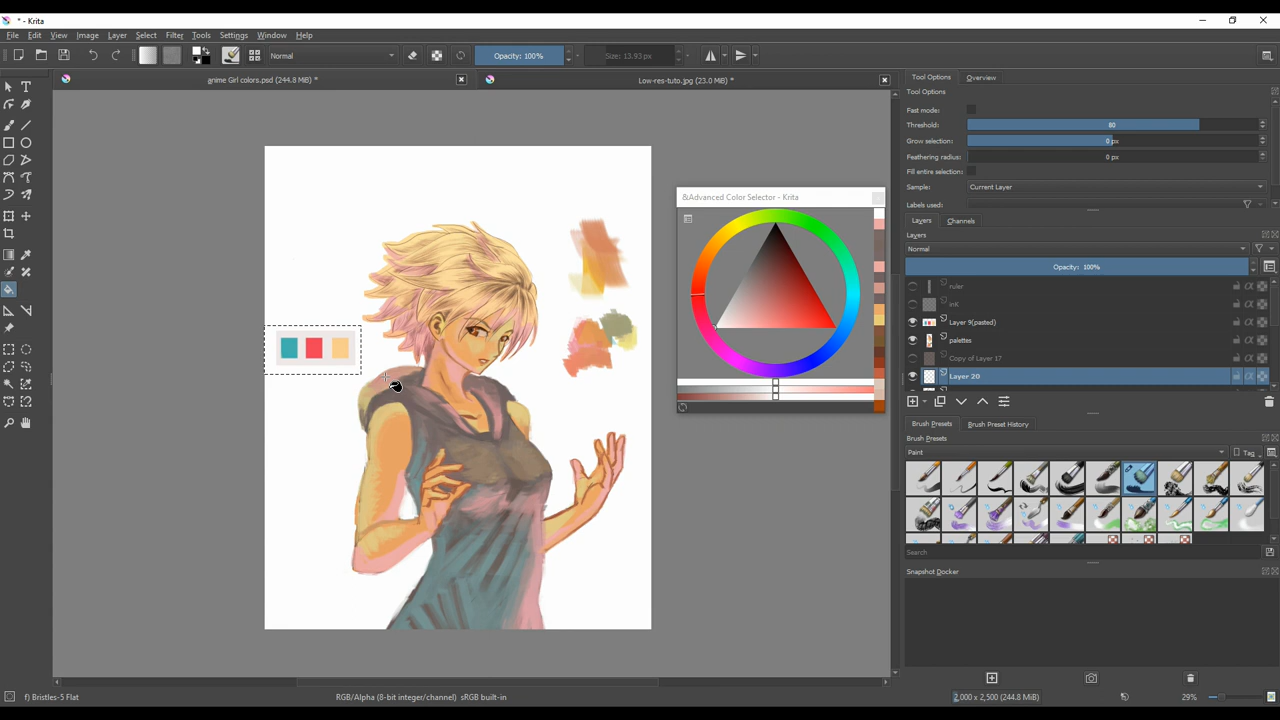 * - Krita
File Edit View Image Layer Select Filter Tools Settings Window Help
Normal Opacity: 100% Size: 13.93 px
anime Girl colors.psd (244.8 MiB) * Low-res-tuto.jpg (23.0 MiB) *
Tool Options Overview
Tool Options
Fast mode:
Threshold: 80
Grow selection: 0 px
Feathering radius: 0 px
Fill entire selection:
Sample: Current Layer
Labels used:
&Advanced Color Selector - Krita
Layers Channels
Layers
Normal
Opacity: 100%
ruler
inK
Layer 9(pasted)
palettes
Copy of Layer 17
Layer 20
Brush Presets Brush Preset History
Brush Presets
Paint Tag
Search
Snapshot Docker
f) Bristles-5 Flat RGB/Alpha (8-bit integer/channel) sRGB built-in 2,000 x 2,500 (244.8 MiB) 29%